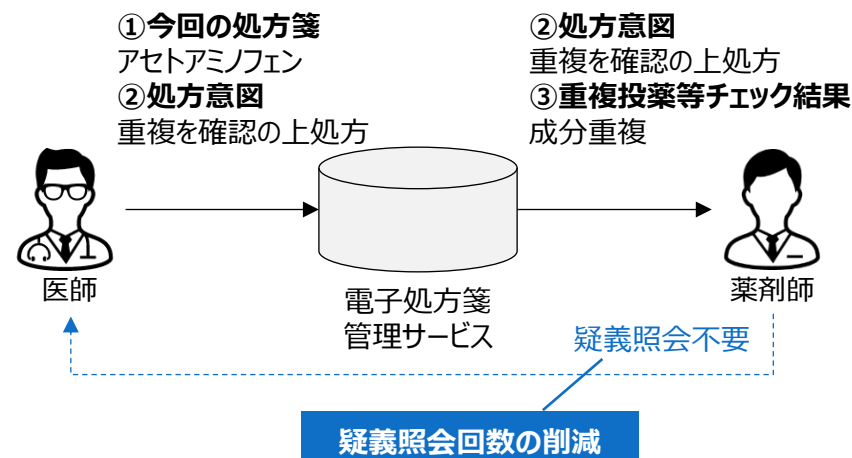 ①今回の処方箋
アセトアミノフェン
②処方意図
重複を確認の上処方
②処方意図
重複を確認の上処方
③重複投薬等チェック結果
成分重複
医師
電子処方箋
管理サービス
薬剤師
疑義照会不要
疑義照会回数の削減